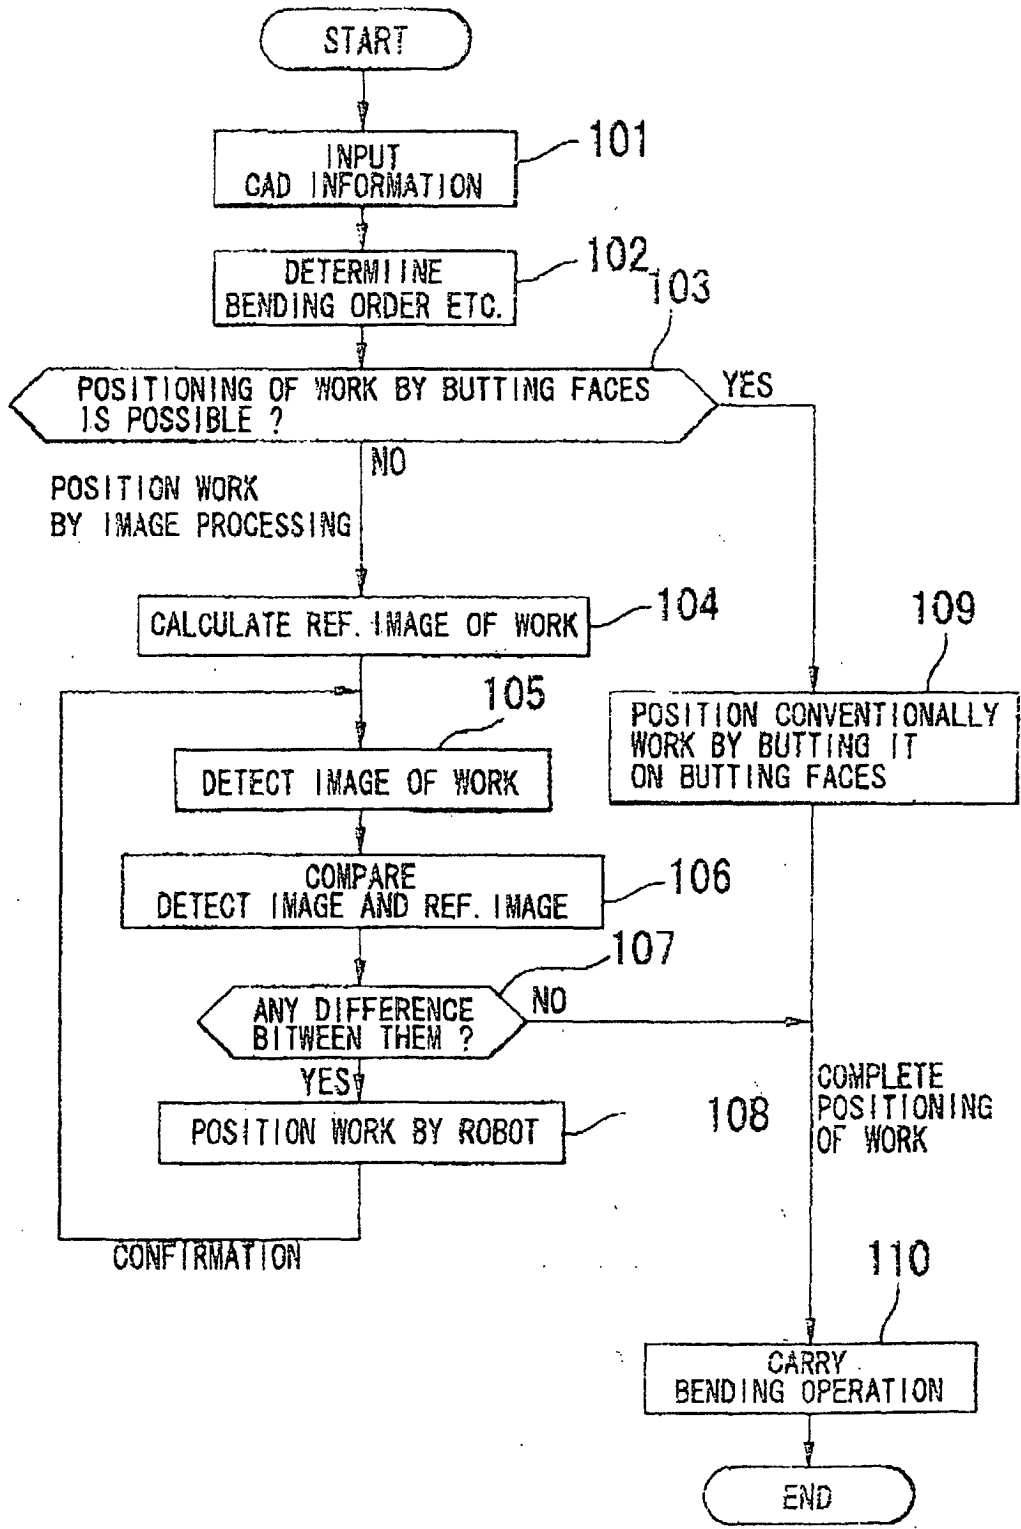 START
101
INPUT
CAD INFORMATION
102
DETERMIINE
BENDING ORDER ETC.
103
POSITIONING OF WORK BY BUTTING FACES
IS POSSIBLE ?
YES
NO
POSITION WORK
BY IMAGE PROCESSING
104
CALCULATE REF. IMAGE OF WORK
109
POSITION CONVENTIONALLY
WORK BY BUTTING IT
ON BUTTING FACES
105
DETECT IMAGE OF WORK
106
COMPARE
DETECT IMAGE AND REF. IMAGE
107
ANY DIFFERENCE
BITWEEN THEM ?
NO
YES
108
POSITION WORK BY ROBOT
COMPLETE
POSITIONING
OF WORK
CONFIRMATION
110
CARRY
BENDING OPERATION
END